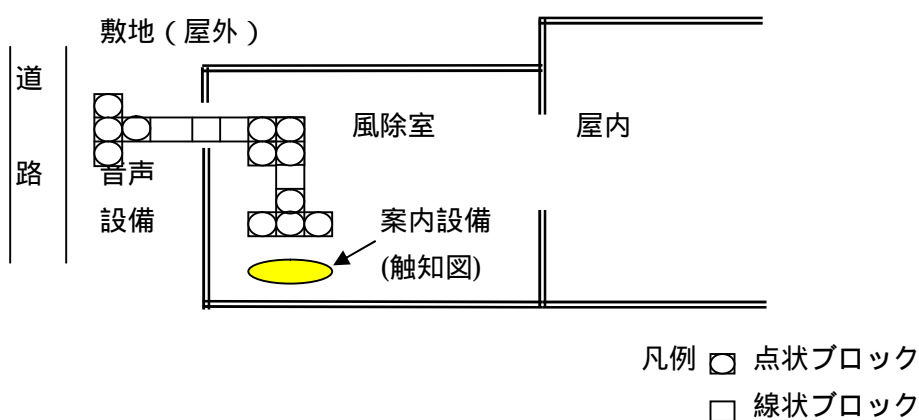 敷地（屋外）
道路
風除室
屋内
音声
設備
案内設備
(触知図)
凡例 点状ブロック
線状ブロック